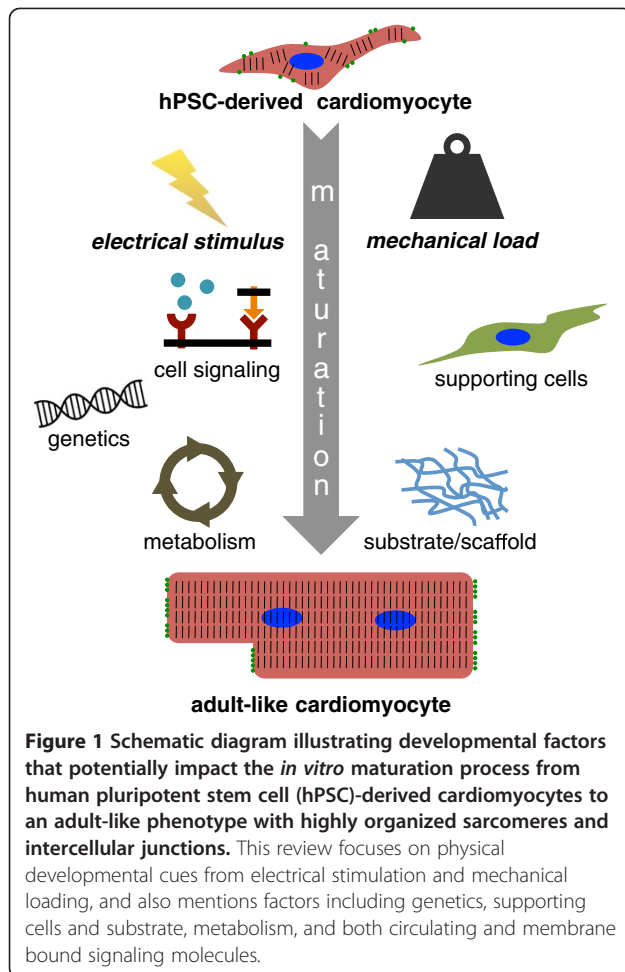 hPSC-derived cardiomyocyte
maturation
electrical stimulus
mechanical load
cell signaling
supporting cells
genetics
metabolism
substrate/scaffold
adult-like cardiomyocyte
Figure 1 Schematic diagram illustrating developmental factors
that potentially impact the in vitro maturation process from
human pluripotent stem cell (hPSC)-derived cardiomyocytes to
an adult-like phenotype with highly organized sarcomeres and
intercellular junctions. This review focuses on physical
developmental cues from electrical stimulation and mechanical
loading, and also mentions factors including genetics, supporting
cells and substrate, metabolism, and both circulating and membrane
bound signaling molecules.